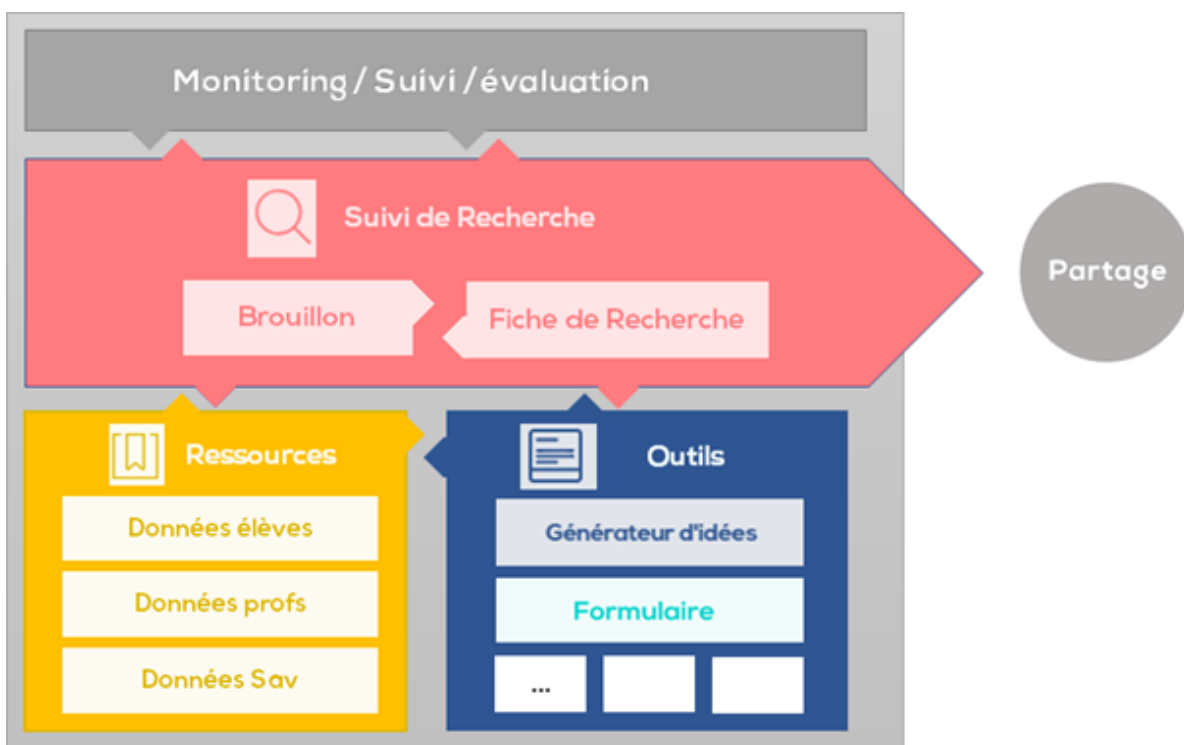 Monitoring / Suivi /évaluation
Suivi de Recherche
Brouillon
Fiche de Recherche
Partage
Ressources
Données élèves
Données profs
Données Sav
Outils
Générateur d'idées
Formulaire
...